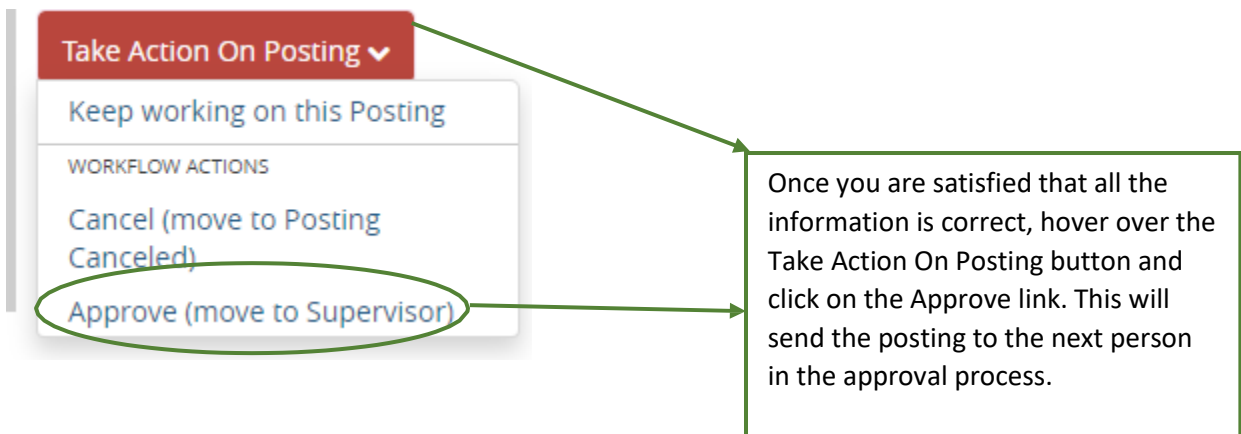 Take Action On Posting
Keep working on this Posting
WORKFLOW ACTIONS
Cancel (move to Posting
Canceled)
Approve (move to Supervisor)
Once you are satisfied that all the
information is correct, hover over the
Take Action On Posting button and
click on the Approve link. This will
send the posting to the next person
in the approval process.